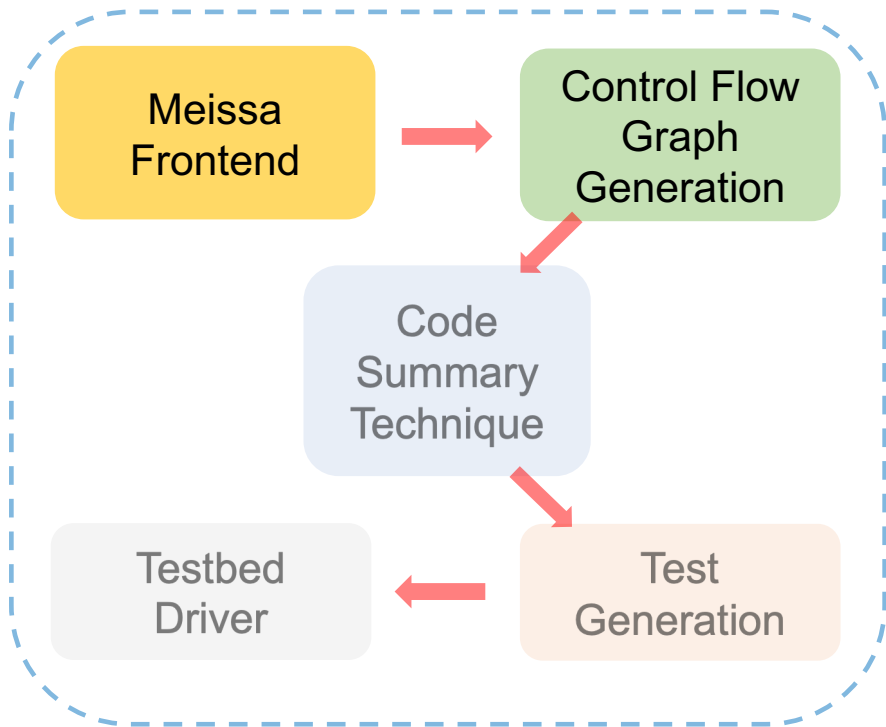 Meissa
Frontend
Control Flow
Graph
Generation
Code
Summary
Technique
Testbed
Driver
Test
Generation